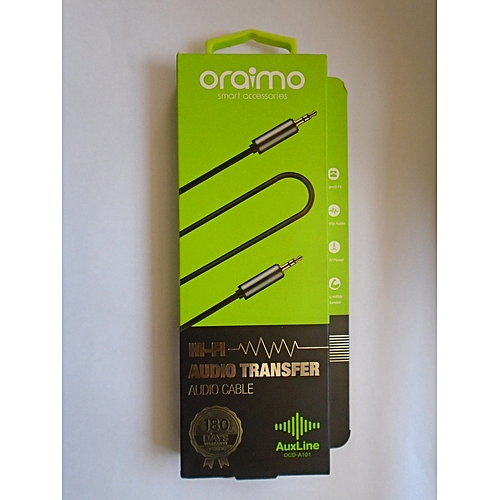 oraimo
smart accessories
HI-FI
AUDIO TRANSFER
AUDIO CABLE
180
DAYS
AuxLine
OCD-A101